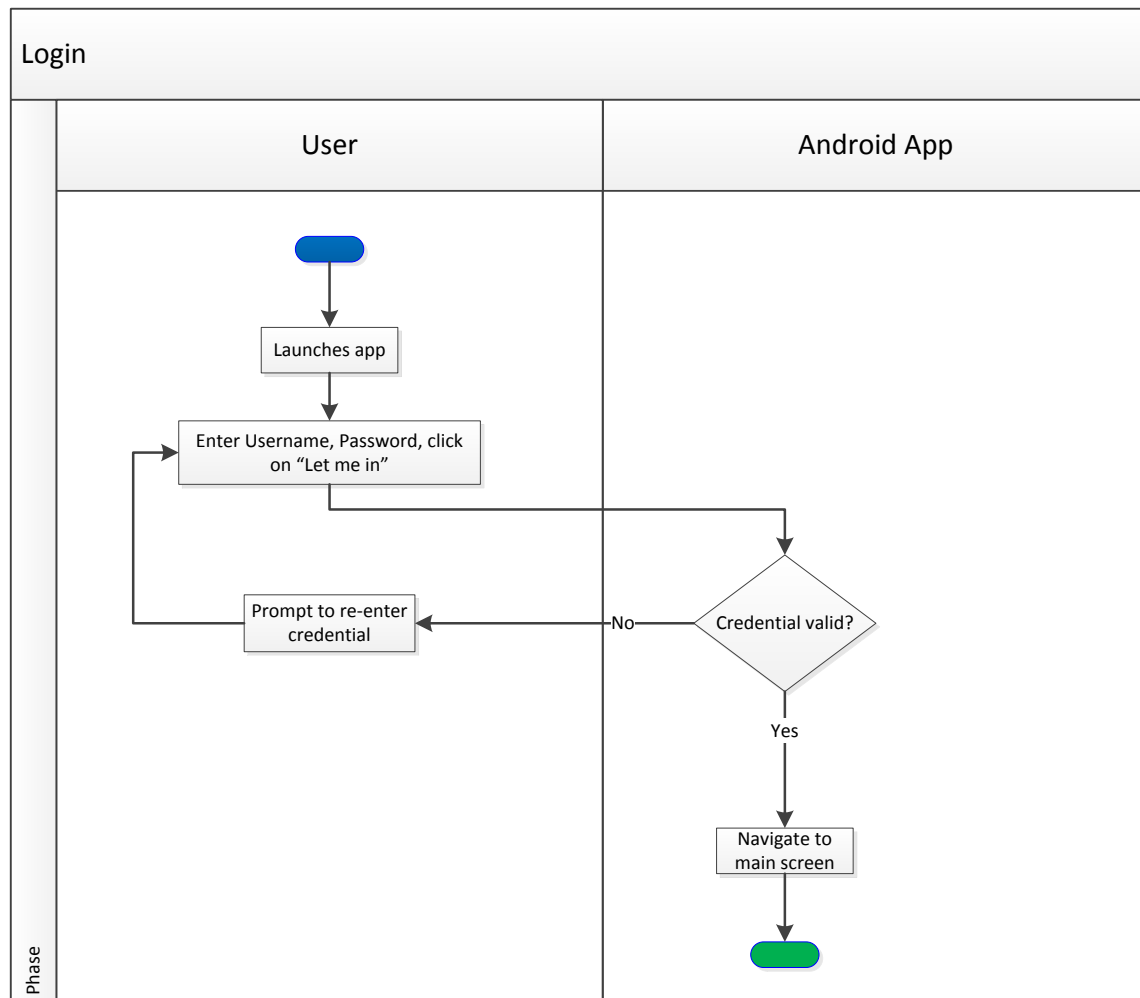 Login
User
Android App
Launches app
Enter Username, Password, click
on “Let me in”
Prompt to re-enter
credential
No
Credential valid?
Yes
Navigate to
main screen
Phase